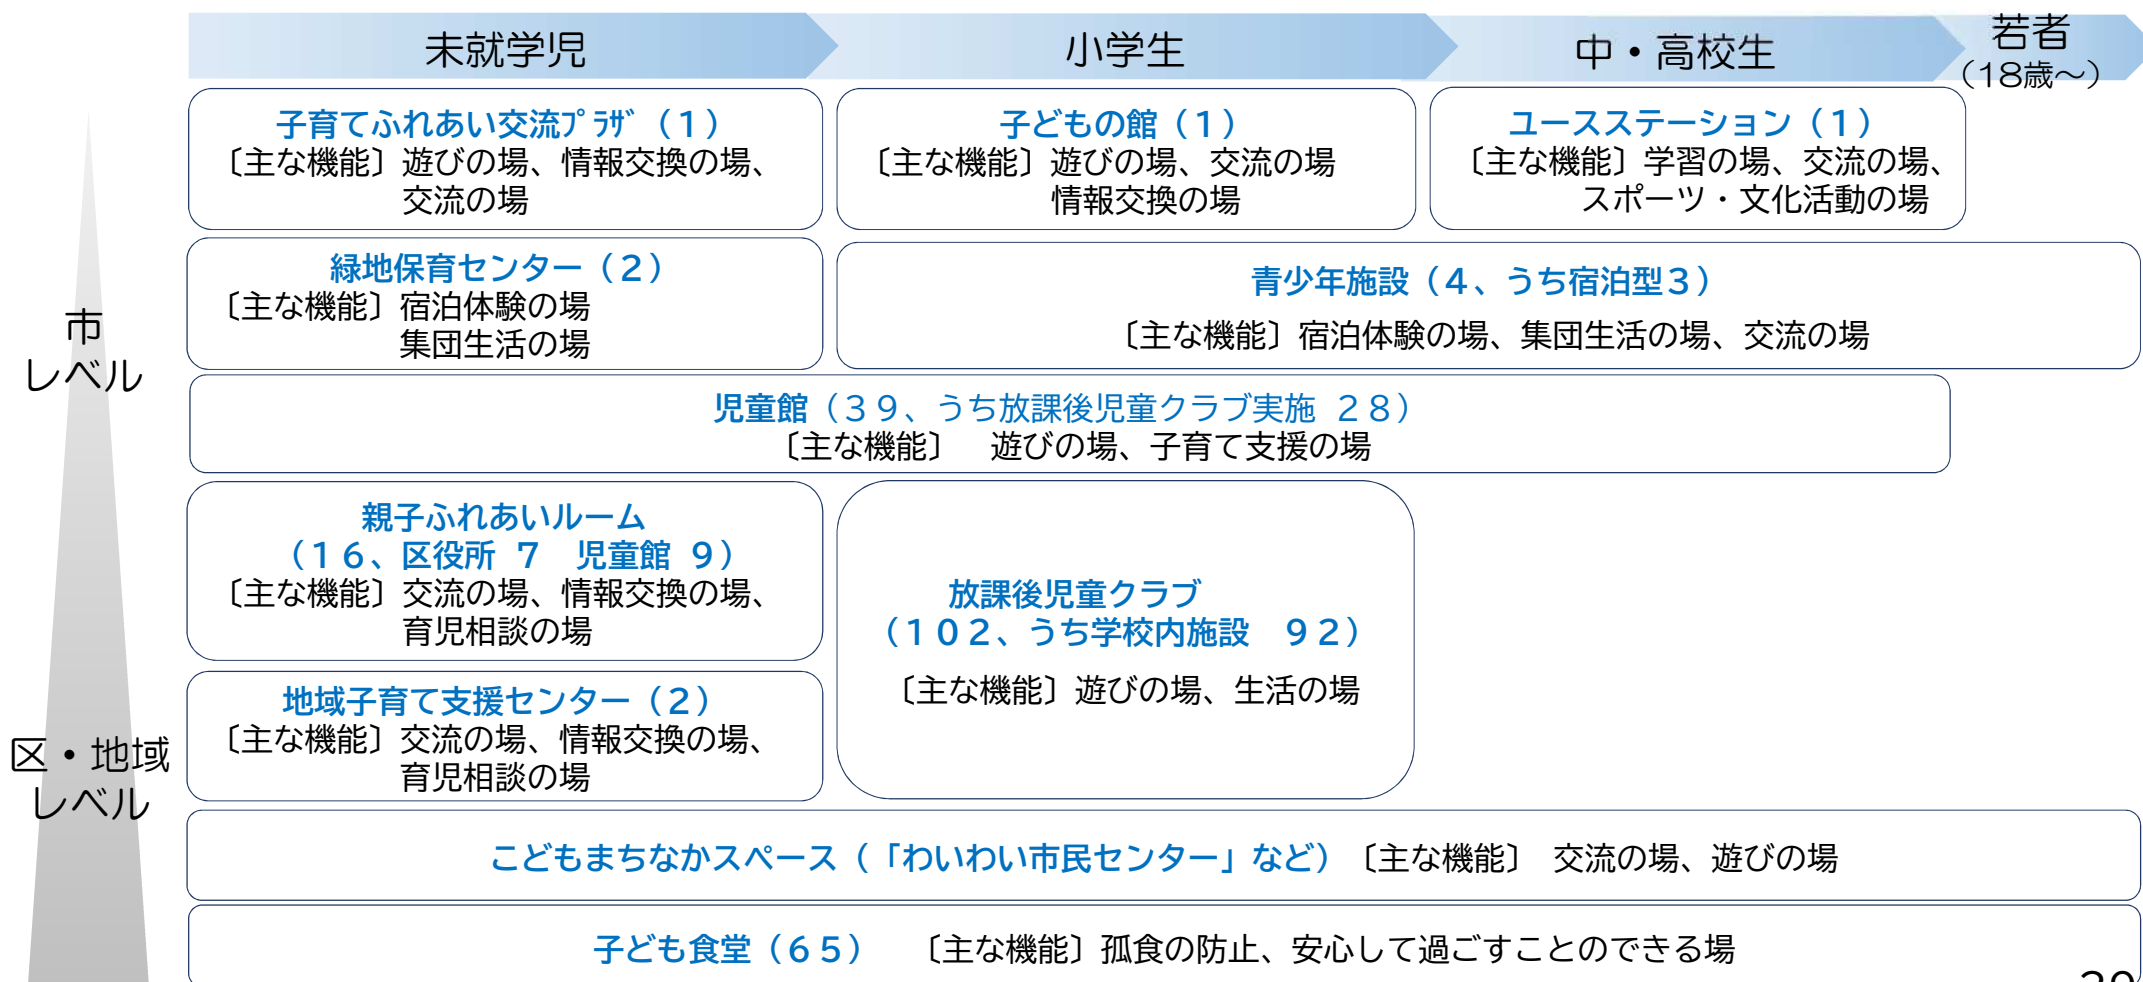 未就学児
小学生
中・高校生
若者
（18歳～）
市
レベル
区・地域
レベル
子育てふれあい交流ﾌﾟﾗｻﾞ（１）
〔主な機能〕遊びの場、情報交換の場、
交流の場
子どもの館（１）
〔主な機能〕遊びの場、交流の場
情報交換の場
ユースステーション（１）
〔主な機能〕学習の場、交流の場、
スポーツ・文化活動の場
緑地保育センター（２）
〔主な機能〕宿泊体験の場
集団生活の場
青少年施設（４、うち宿泊型３）
〔主な機能〕宿泊体験の場、集団生活の場、交流の場
児童館（３９、うち放課後児童クラブ実施 ２８）
〔主な機能〕　遊びの場、子育て支援の場
親子ふれあいルーム
（１６、区役所 ７　児童館 ９）
〔主な機能〕交流の場、情報交換の場、
育児相談の場
放課後児童クラブ
（１０２、うち学校内施設　９２）
〔主な機能〕遊びの場、生活の場
地域子育て支援センター（２）
〔主な機能〕交流の場、情報交換の場、
育児相談の場
こどもまちなかスペース（「わいわい市民センター」など）〔主な機能〕 交流の場、遊びの場
子ども食堂（６５）　〔主な機能〕孤食の防止、安心して過ごすことのできる場